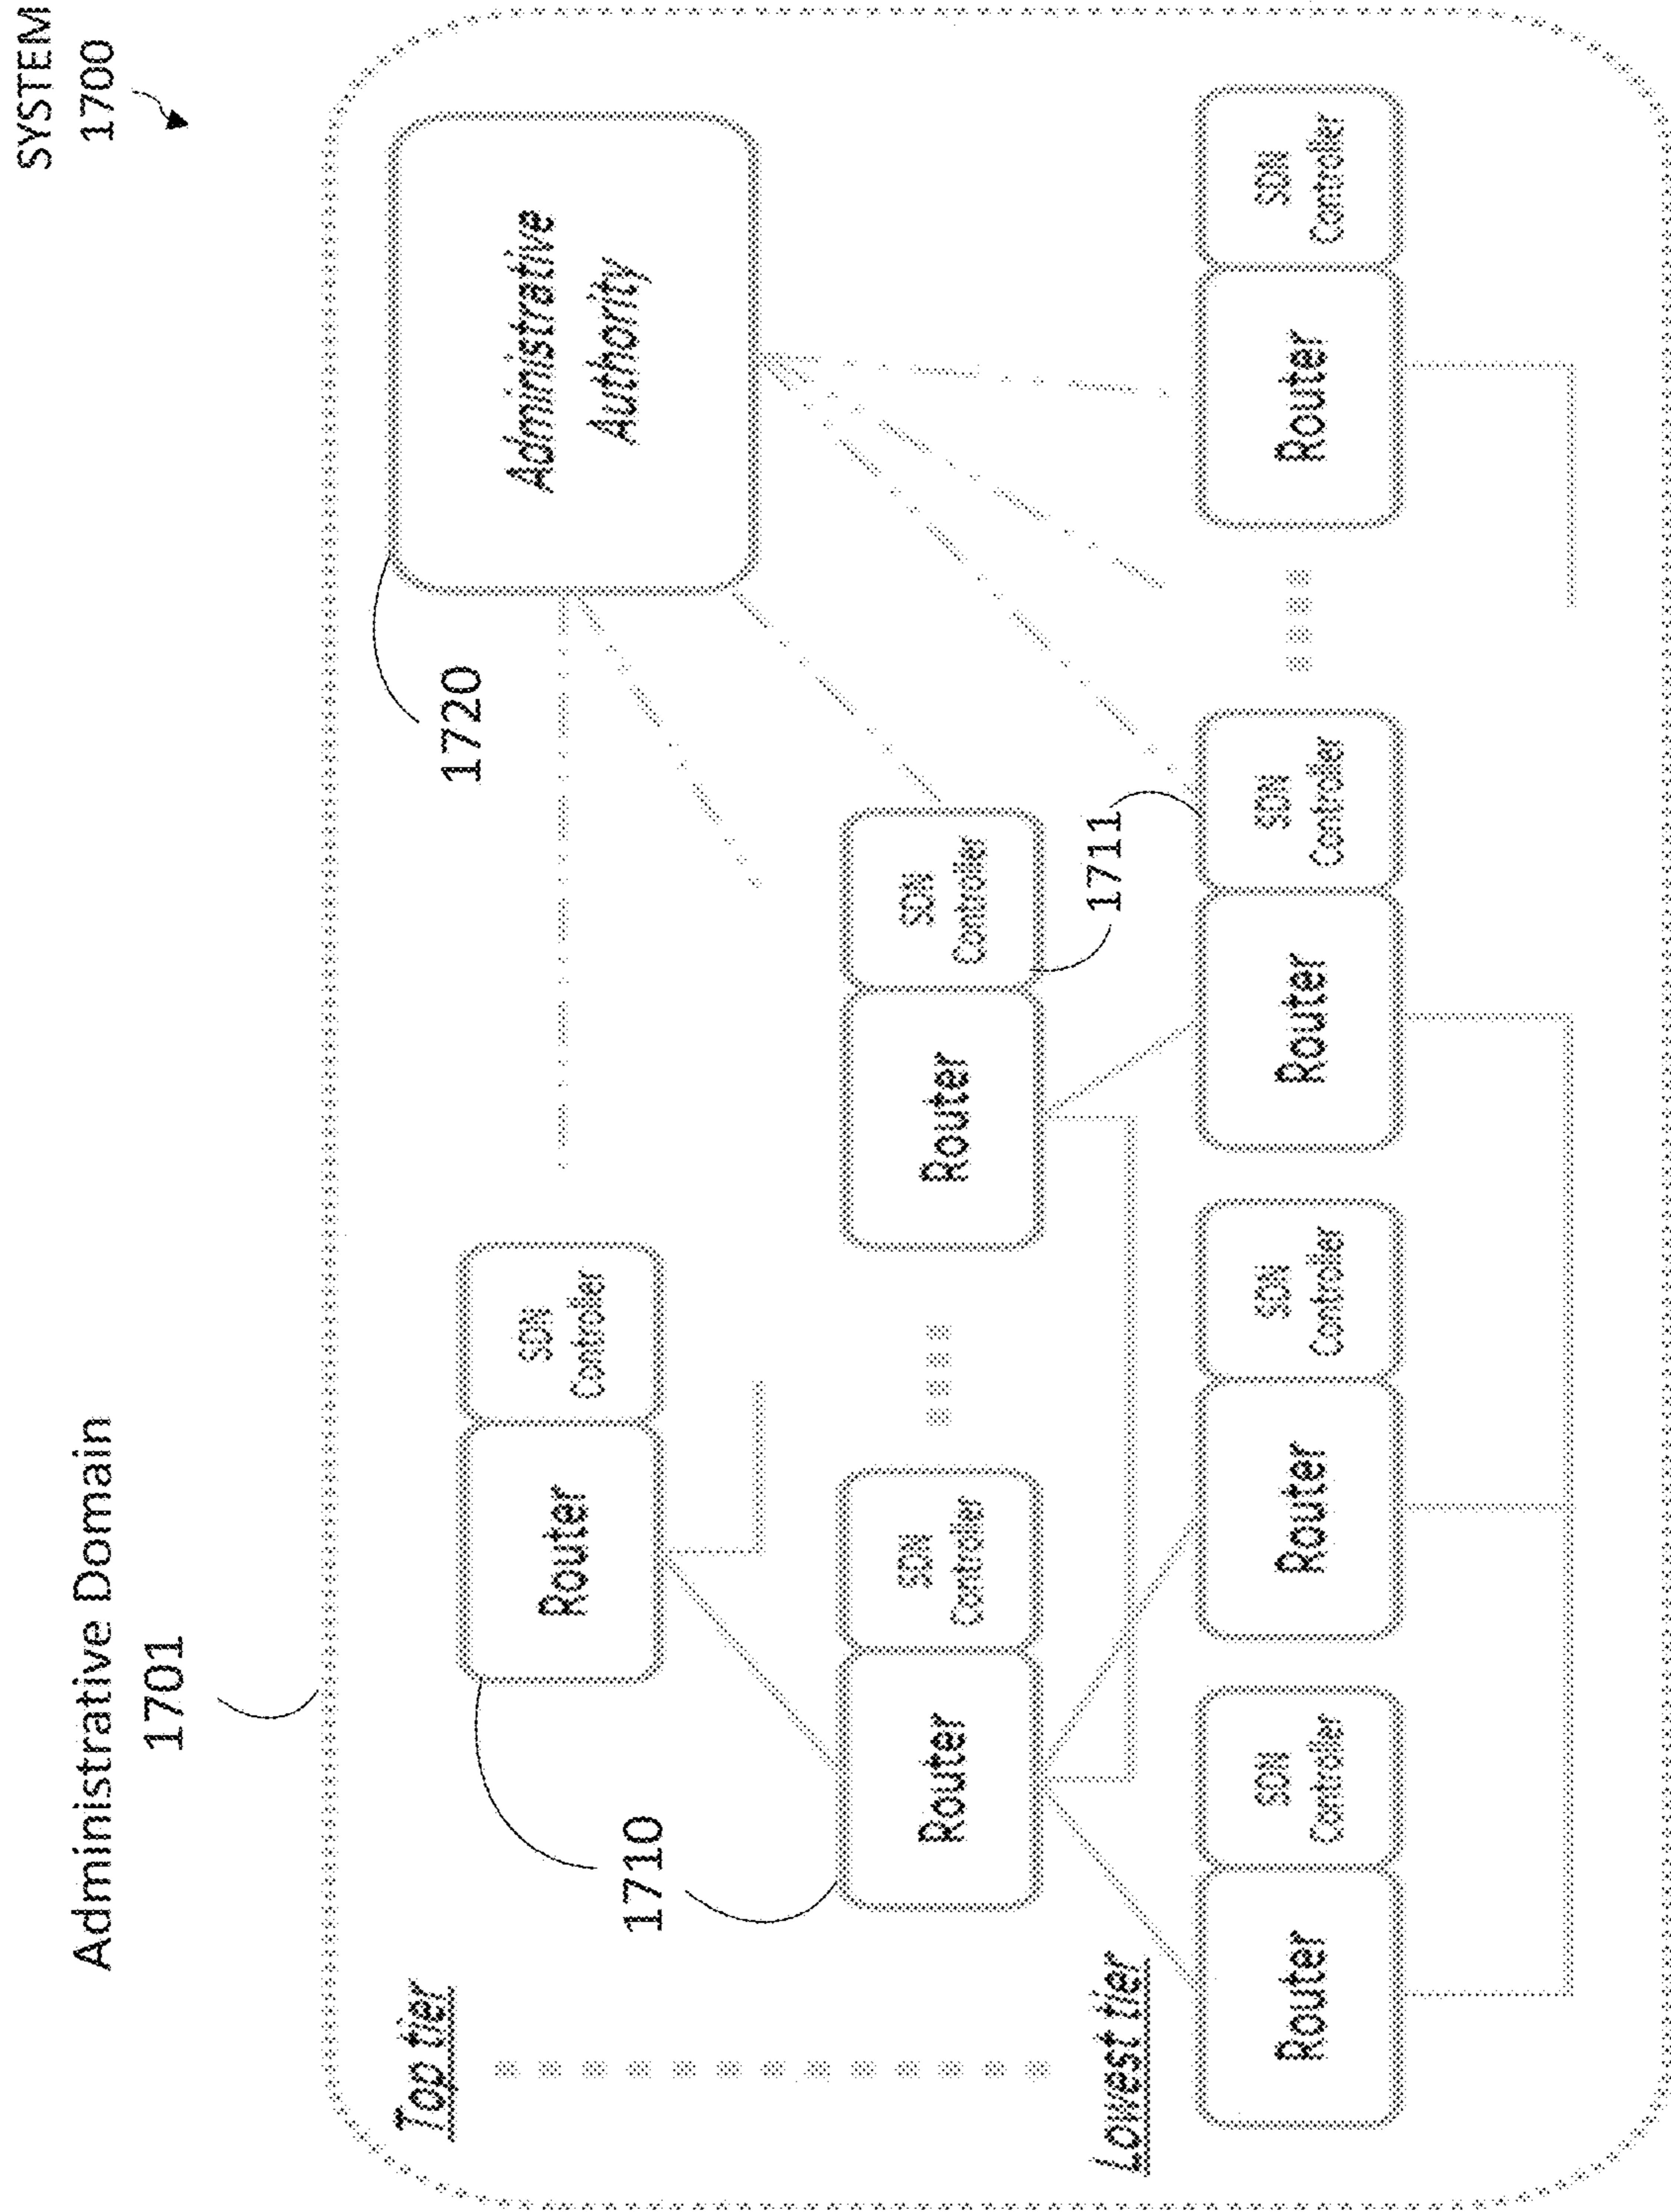 SYSTEM
1700
Administrative Domain
1701
Top tier
Router
SDN
Controller
Administrative
Authority
1720
1710
Router
SDN
Controller
Router
SDN
Controller
1711
Lowest tier
Router
SDN
Controller
Router
SDN
Controller
Router
SDN
Controller
Router
SDN
Controller